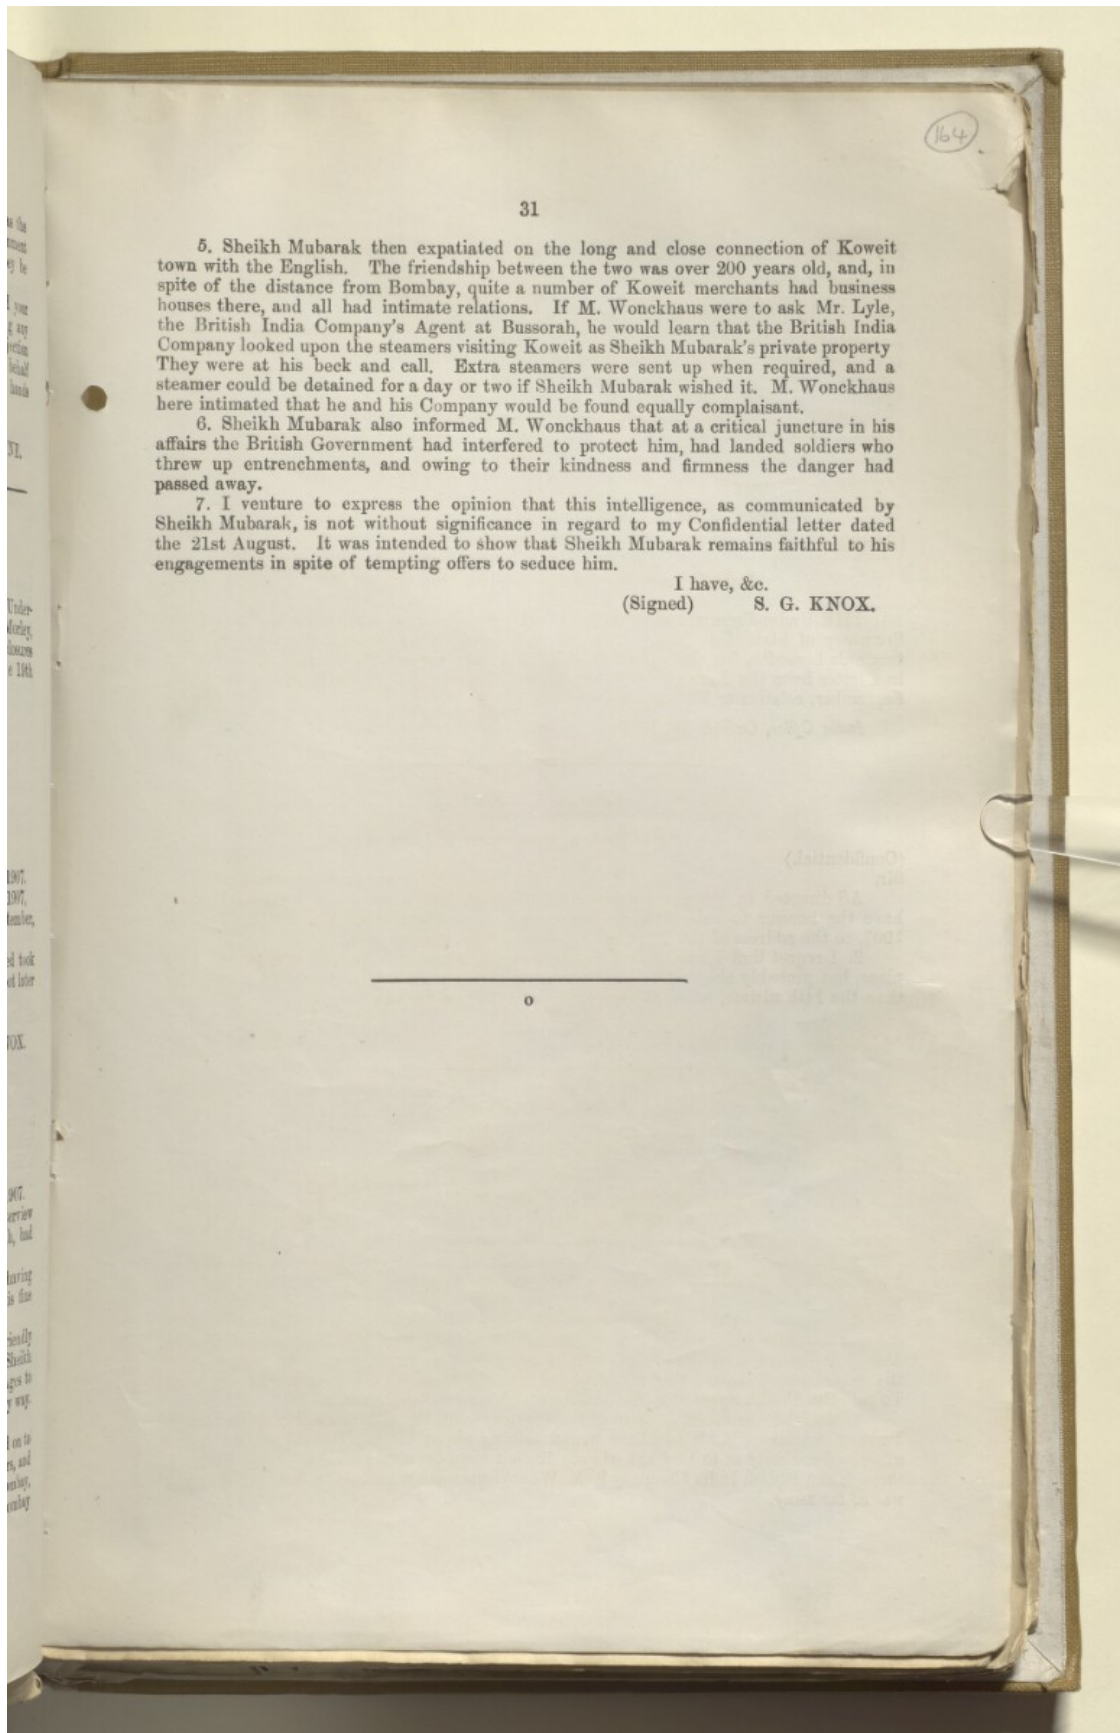 164
31
5. Sheikh Mubarak then expatiated on the long and close connection of Koweit
town with the English. The friendship between the two was over 200 years old, and, in
spite of the distance from Bombay, quite a number of Koweit merchants had business
houses there, and all had intimate relations. If M. Wonckhaus were to ask Mr. Lyle,
the British India Company's Agent at Bussorah, he would learn that the British India
Company looked upon the steamers visiting Koweit as Sheikh Mubarak's private property
They were at his beck and call. Extra steamers were sent up when required, and a
steamer could be detained for a day or two if Sheikh Mubarak wished it. M. Wonckhaus
here intimated that he and his Company would be found equally complaisant.
6. Sheikh Mubarak also informed M. Wonckhaus that at a critical juncture in his
affairs the British Government had interfered to protect him, had landed soldiers who
threw up entrenchments, and owing to their kindness and firmness the danger had
passed away.
7. I venture to express the opinion that this intelligence, as communicated by
Sheikh Mubarak, is not without significance in regard to my Confidential letter dated
the 21st August. It was intended to show that Sheikh Mubarak remains faithful to his
engagements in spite of tempting offers to seduce him.
I have, &c.
(Signed) S. G. KNOX.
o